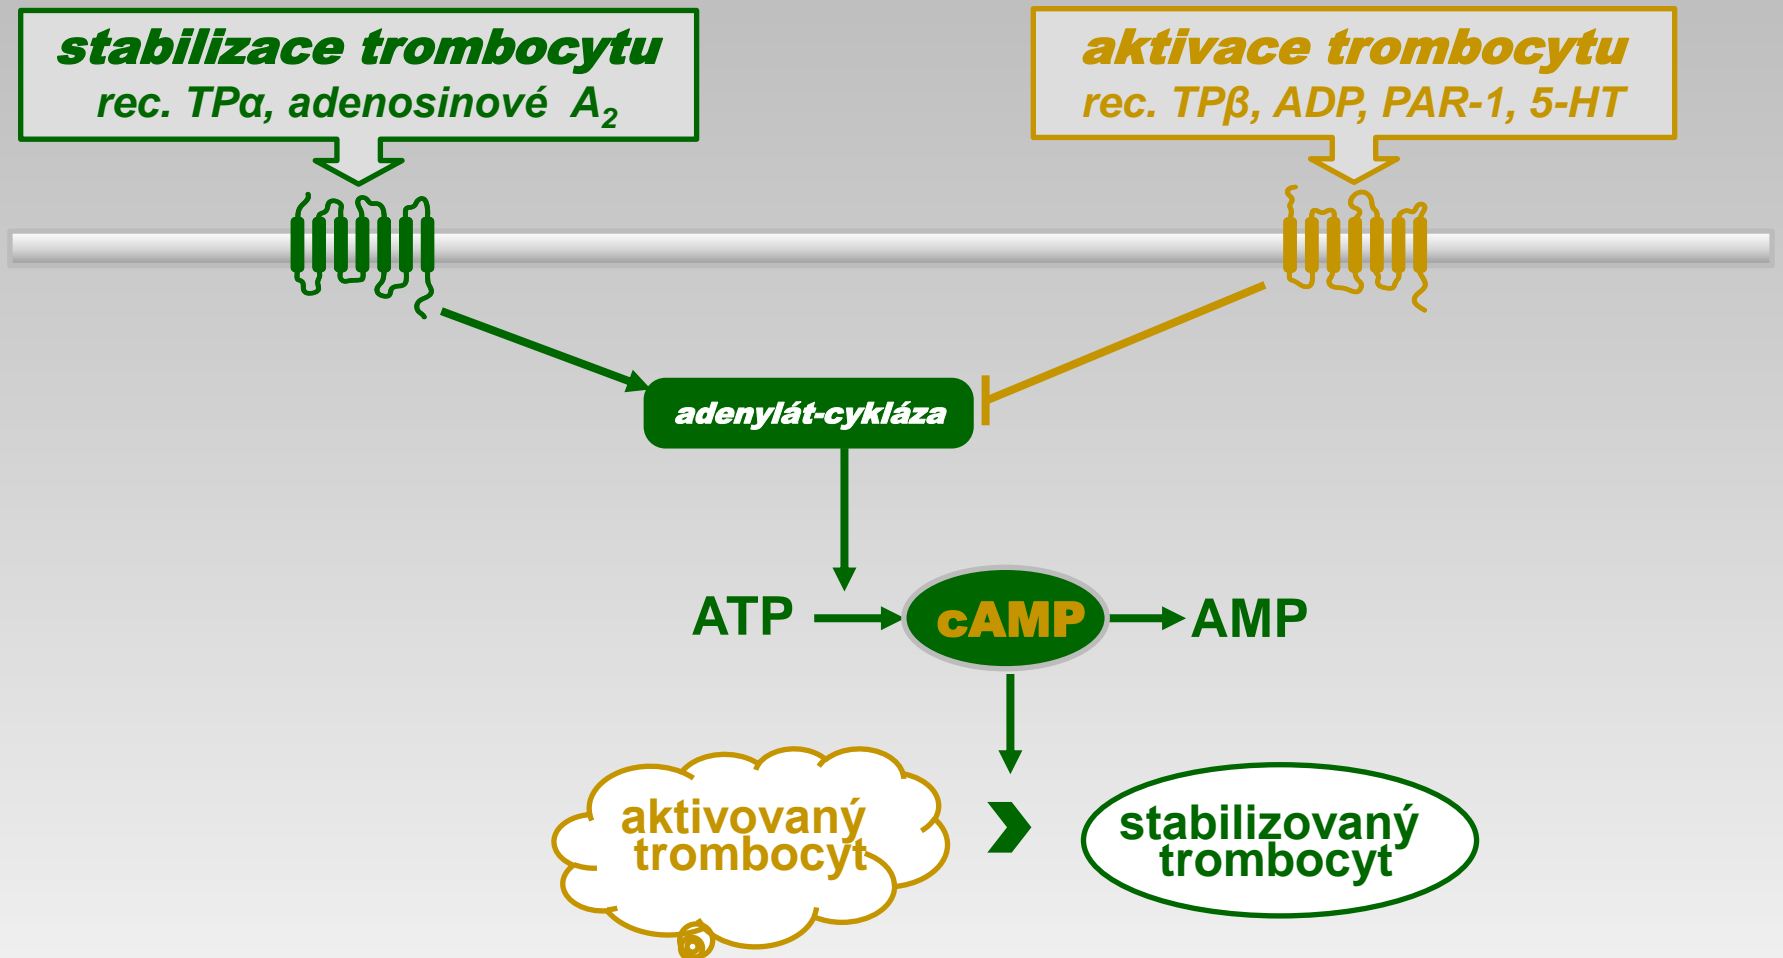 stabilizace trombocytu
rec. TPα, adenosinové A₂
aktivace trombocytu
rec. TPβ, ADP, PAR-1, 5-HT
adenylát-cykláza
ATP
cAMP
AMP
aktivovaný
trombocyt
stabilizovaný
trombocyt